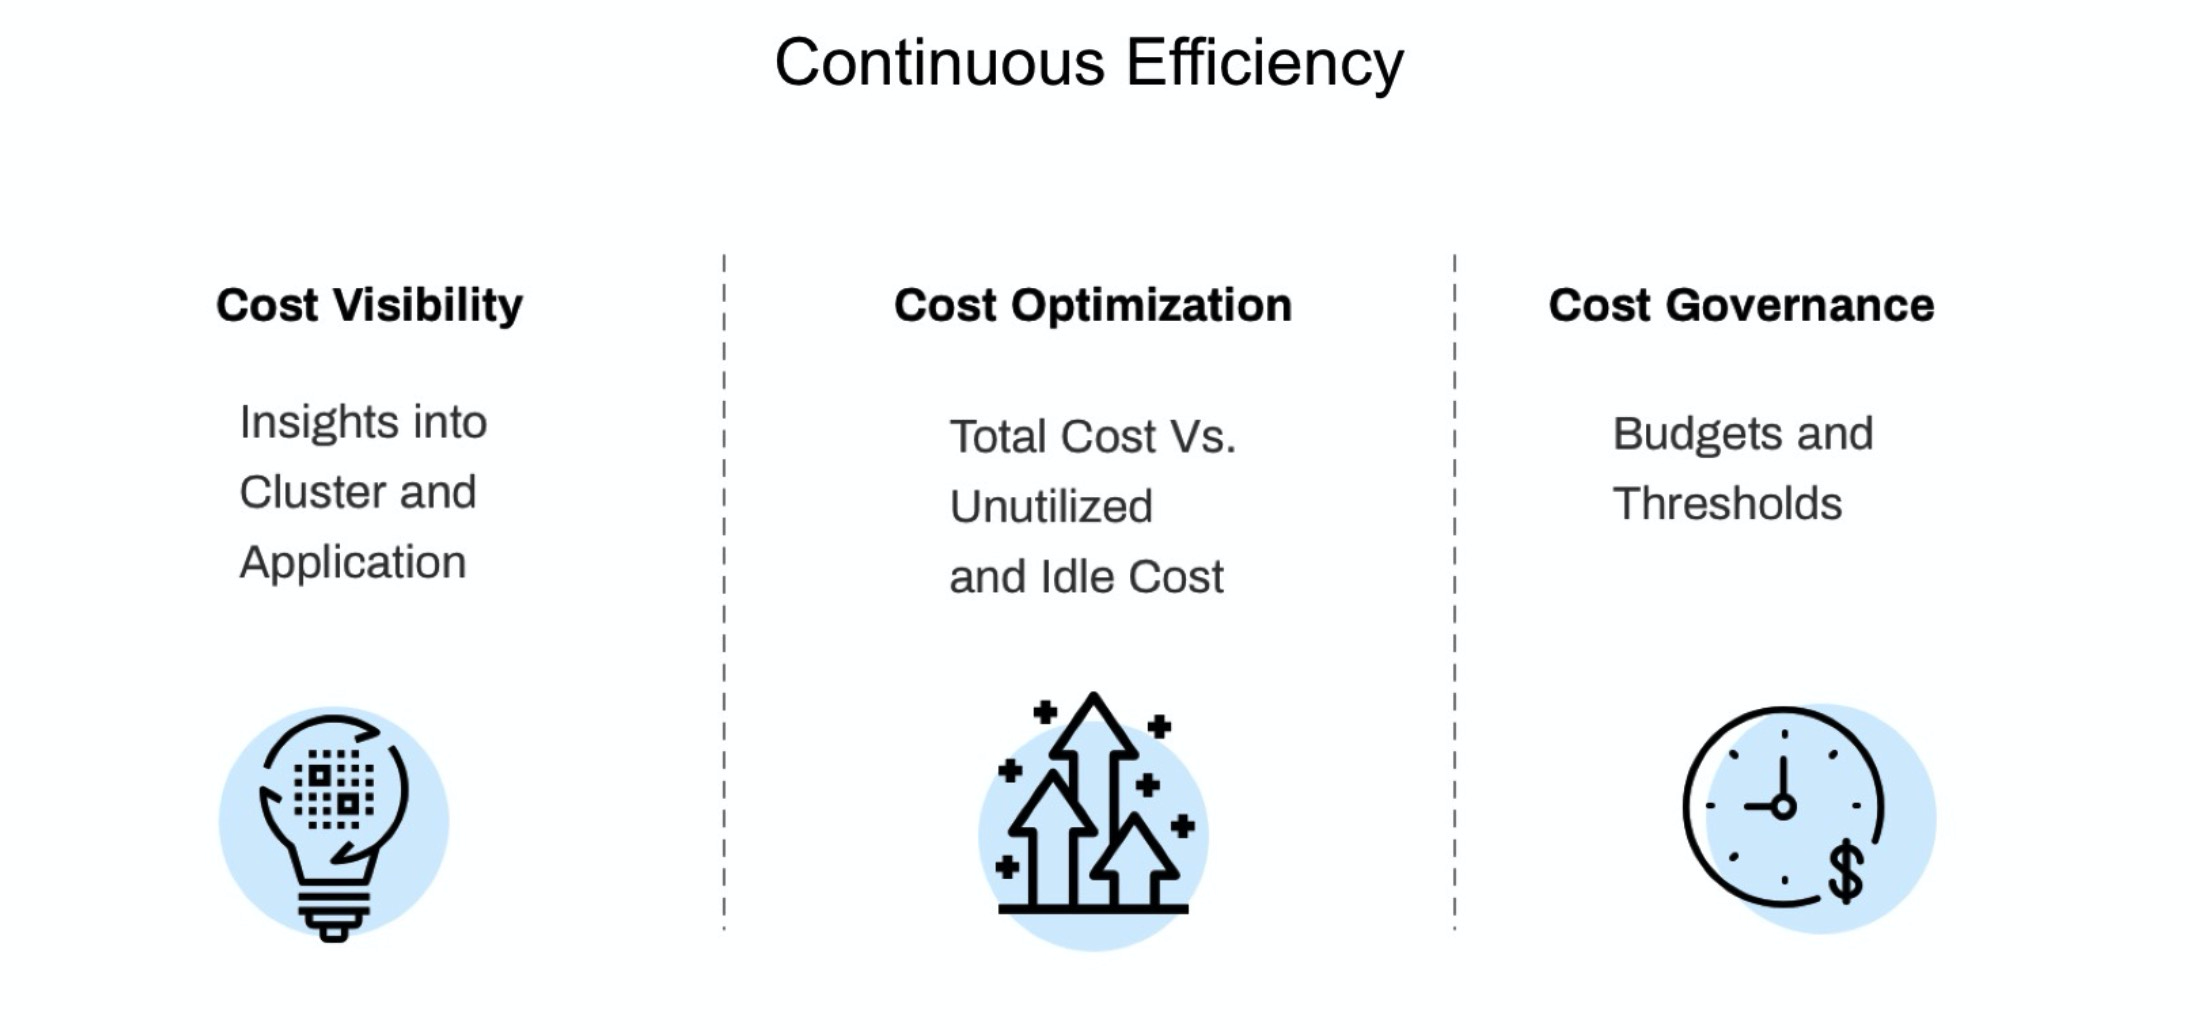 Continuous Efficiency
Cost Visibility
Insights into
Cluster and
Application
Cost Optimization
Total Cost Vs.
Unutilized
and Idle Cost
Cost Governance
Budgets and
Thresholds
$